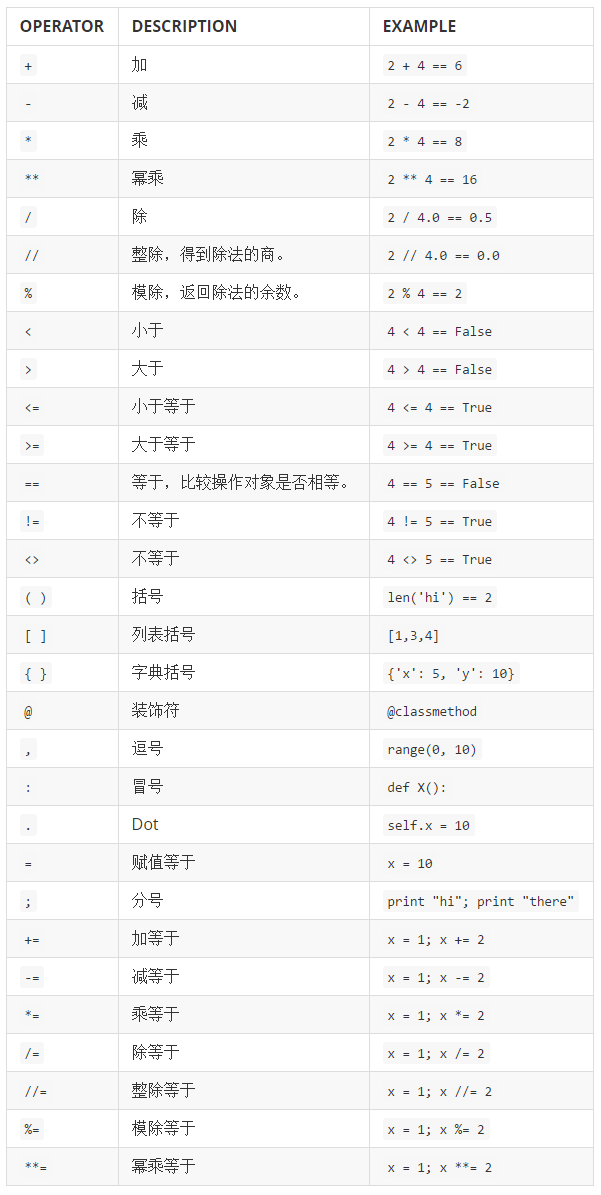 OPERATOR DESCRIPTION EXAMPLE
+ 加 2 + 4 == 6
- 减 2 - 4 == -2
* 乘 2 * 4 == 8
** 幂乘 2 ** 4 == 16
/ 除 2 / 4.0 == 0.5
// 整除，得到除法的商。 2 // 4.0 == 0.0
% 模除，返回除法的余数。 2 % 4 == 2
< 小于 4 < 4 == False
> 大于 4 > 4 == False
<= 小于等于 4 <= 4 == True
>= 大于等于 4 >= 4 == True
== 等于，比较操作对象是否相等。 4 == 5 == False
!= 不等于 4 != 5 == True
<> 不等于 4 <> 5 == True
( ) 括号 len('hi') == 2
[ ] 列表括号 [1,3,4]
{ } 字典括号 {'x': 5, 'y': 10}
@ 装饰符 @classmethod
, 逗号 range(0, 10)
: 冒号 def X():
. Dot self.x = 10
= 赋值等于 x = 10
; 分号 print "hi"; print "there"
+= 加等于 x = 1; x += 2
-= 减等于 x = 1; x -= 2
*= 乘等于 x = 1; x *= 2
/= 除等于 x = 1; x /= 2
//= 整除等于 x = 1; x //= 2
%= 模除等于 x = 1; x %= 2
**= 幂乘等于 x = 1; x **= 2